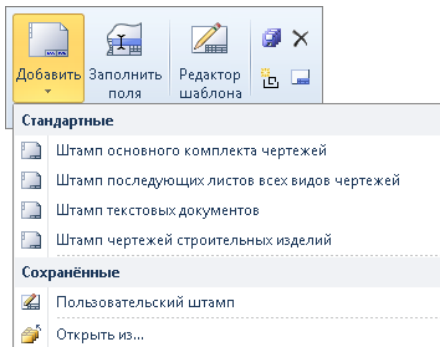 Добавить
Заполнить
поля
Редактор
шаблона
Стандартные
Штамп основного комплекта чертежей
Штамп последующих листов всех видов чертежей
Штамп текстовых документов
Штамп чертежей строительных изделий
Сохранённые
Пользовательский штамп
Открыть из...